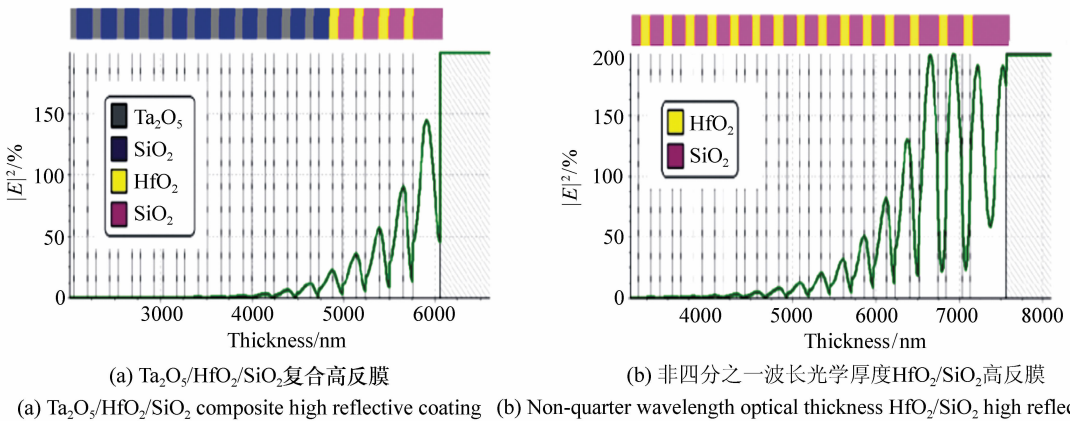 |E|²/%
150
100
50
0
Ta₂O₅
SiO₂
HfO₂
SiO₂
3000 4000 5000 6000
Thickness/nm
(a) Ta₂O₅/HfO₂/SiO₂复合高反膜
(a) Ta₂O₅/HfO₂/SiO₂ composite high reflective coating
|E|²/%
200
150
100
50
0
HfO₂
SiO₂
4000 5000 6000 7000 8000
Thickness/nm
(b) 非四分之一波长光学厚度HfO₂/SiO₂高反膜
(b) Non-quarter wavelength optical thickness HfO₂/SiO₂ high reflec